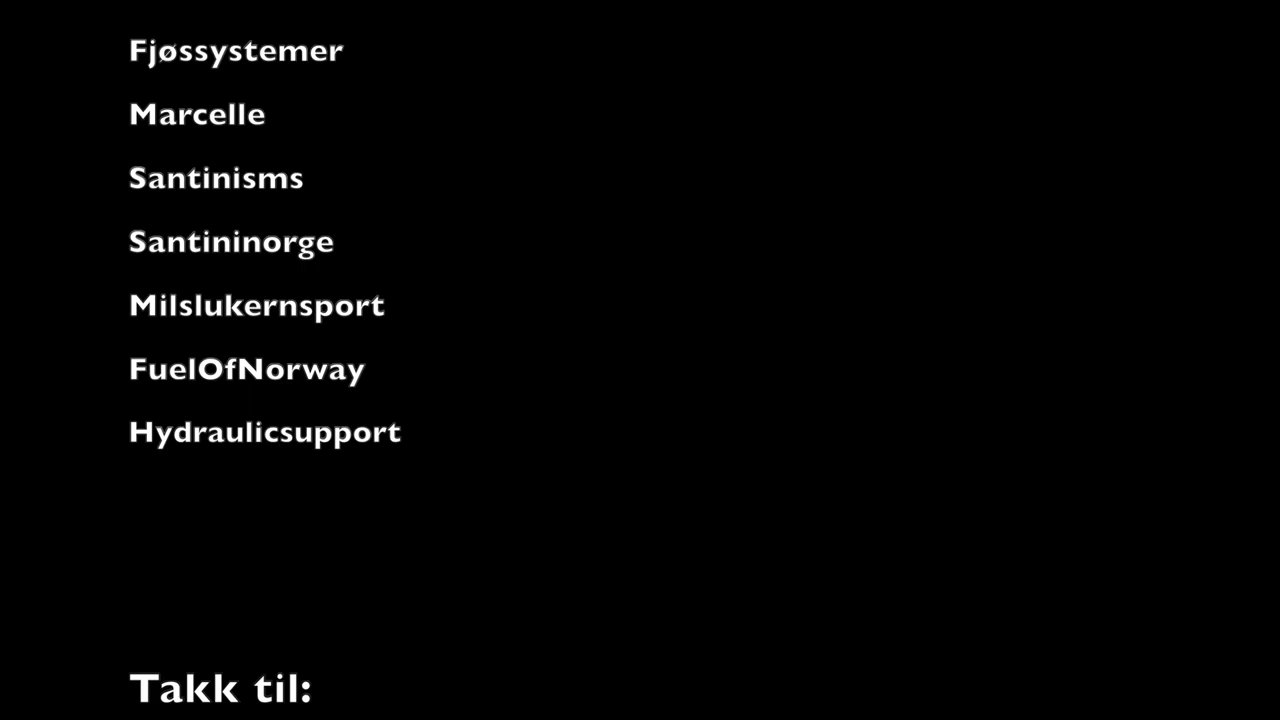 Fjøssystemer
Marcelle
Santinisms
Santininorge
Milslukernsport
FuelOfNorway
Hydraulicsupport
Takk til: